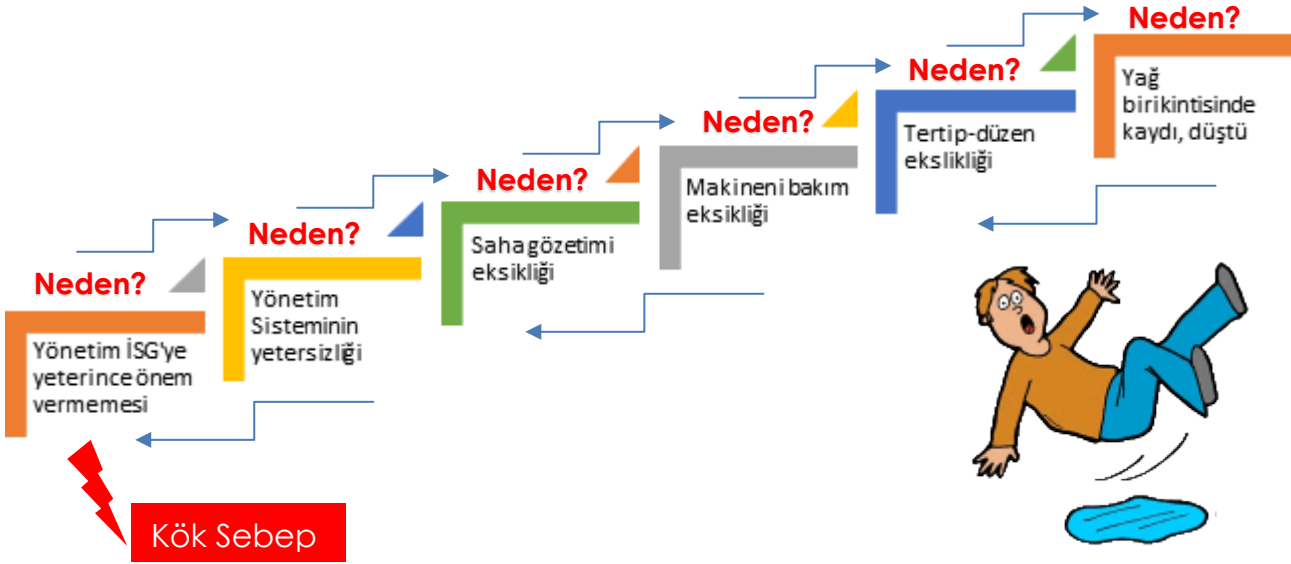 Neden?
Yağ
birikintisinde
kaydı, düştü
Neden?
Tertip-düzen
ekslikliği
Neden?
Makineni bakım
eksikliği
Neden?
Saha gözetimi
eksikliği
Neden?
Yönetim
Sisteminin
yetersizliği
Neden?
Yönetim İSG'ye
yeterince önem
vermemesi
Kök Sebep